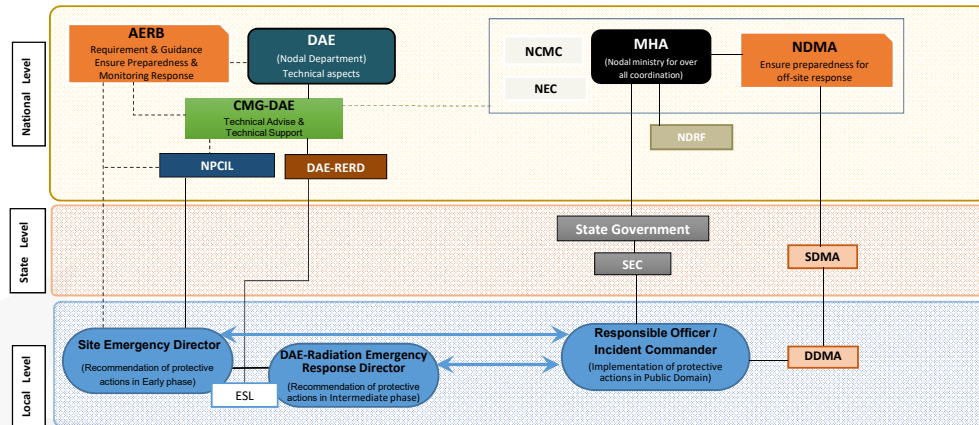 National Level
AERB
Requirement & Guidance
Ensure Preparedness &
Monitoring Response
DAE
(Nodal Department)
Technical aspects
CMG-DAE
Technical Advise &
Technical Support
NPCIL
DAE-RERD
NCMC
NEC
MHA
(Nodal ministry for over
all coordination)
NDMA
Ensure preparedness for
off-site response
NDRF
State Level
State Government
SEC
SDMA
Local Level
Site Emergency Director
(Recommendation of protective
actions in Early phase)
ESL
DAE-Radiation Emergency
Response Director
(Recommendation of protective
actions in Intermediate phase)
Responsible Officer /
Incident Commander
(Implementation of protective
actions in Public Domain)
DDMA